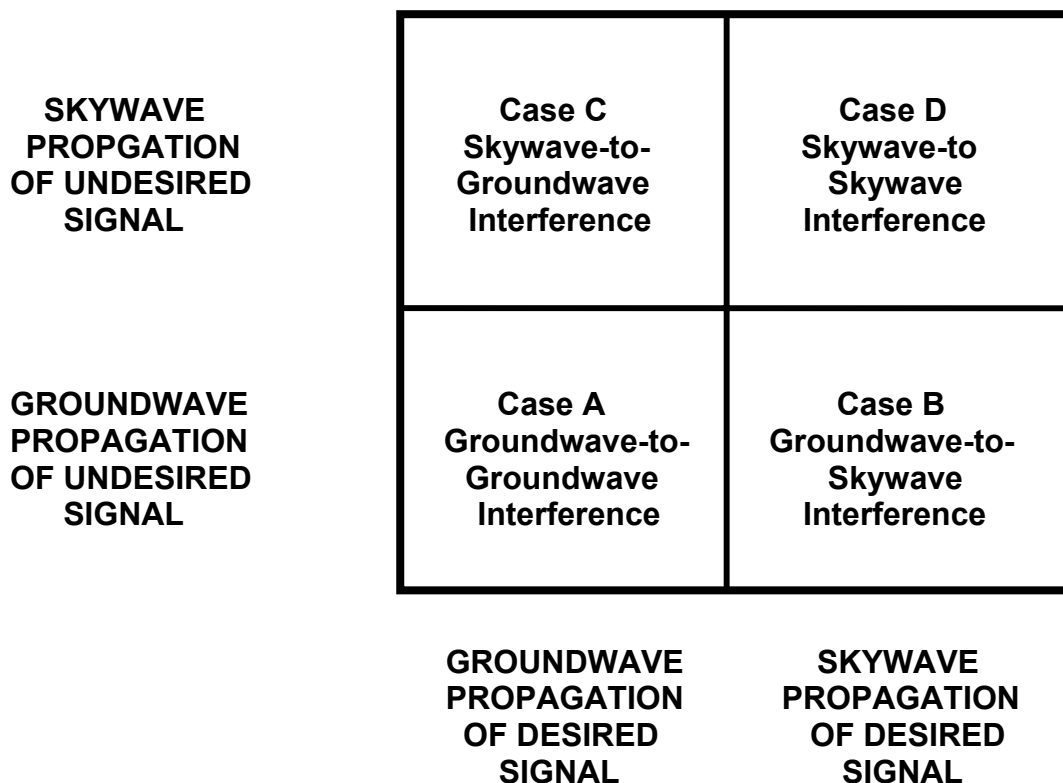 SKYWAVE
PROPGATION
OF UNDESIRED
SIGNAL
Case C
Skywave-to-
Groundwave
Interference
Case D
Skywave-to
Skywave
Interference
GROUNDWAVE
PROPAGATION
OF UNDESIRED
SIGNAL
Case A
Groundwave-to-
Groundwave
Interference
Case B
Groundwave-to-
Skywave
Interference
GROUNDWAVE
PROPAGATION
OF DESIRED
SIGNAL
SKYWAVE
PROPAGATION
OF DESIRED
SIGNAL